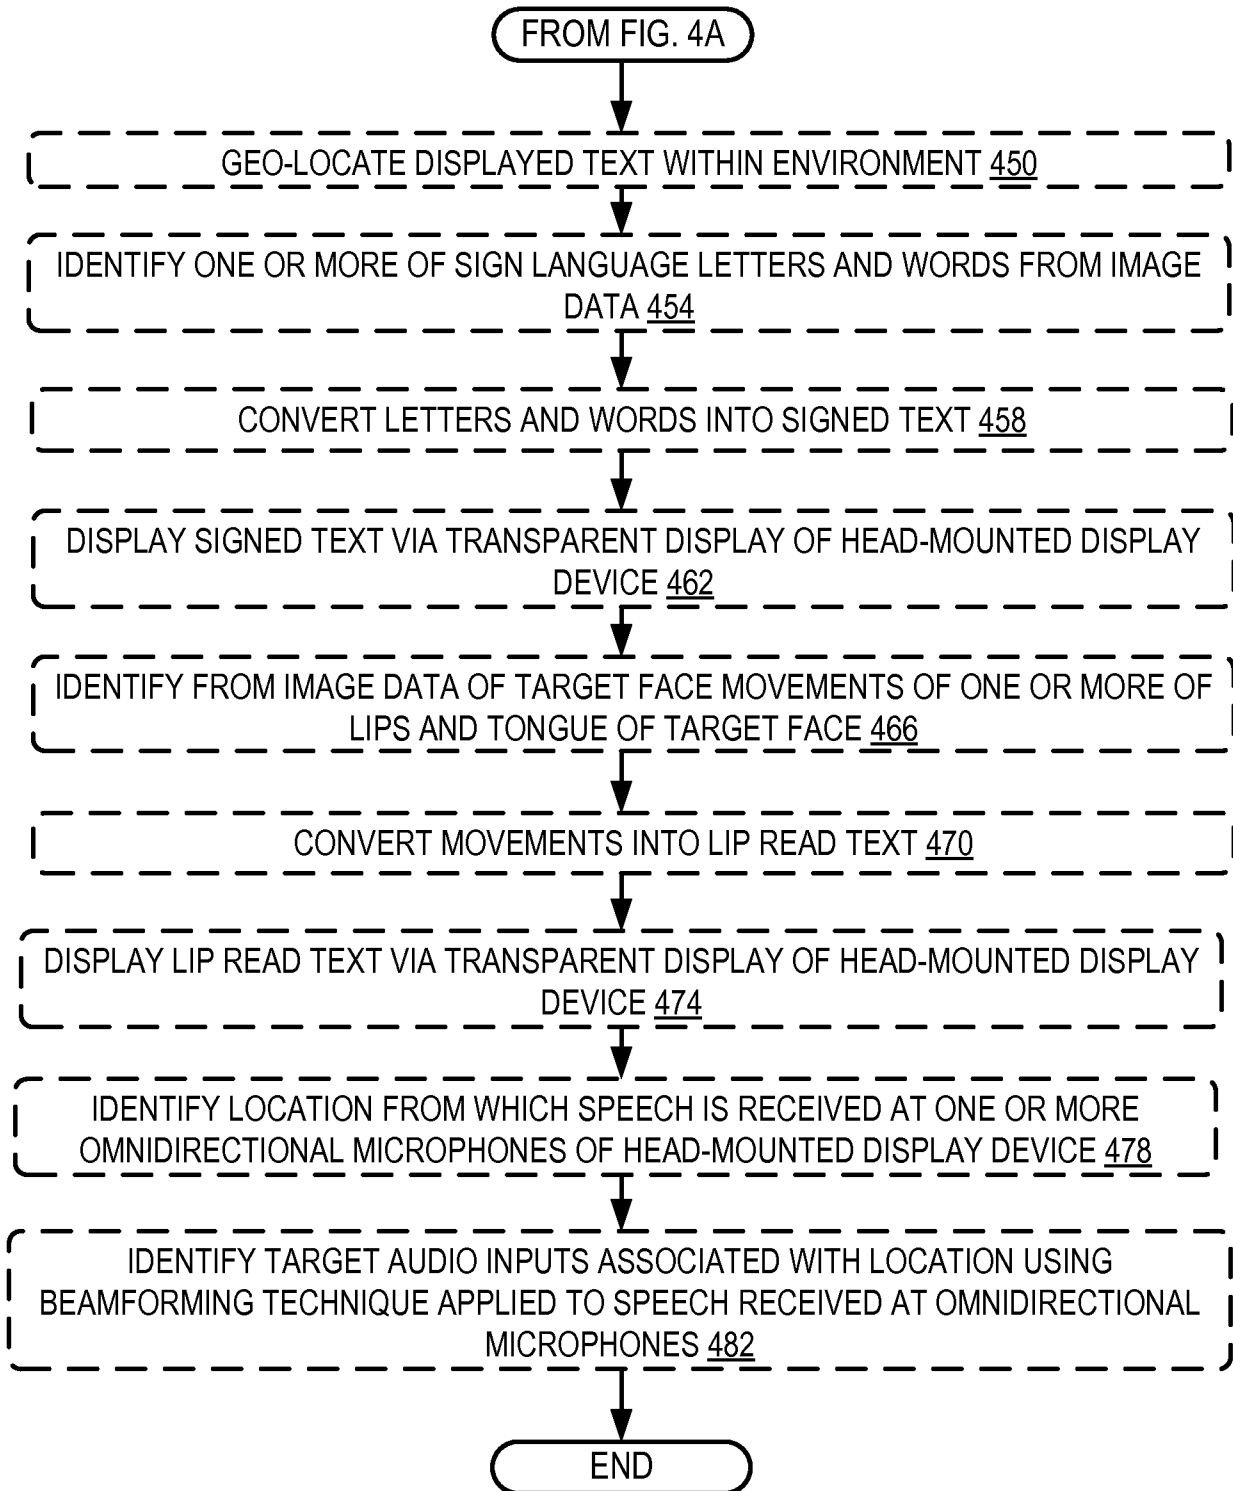 FROM FIG. 4A
GEO-LOCATE DISPLAYED TEXT WITHIN ENVIRONMENT 450
IDENTIFY ONE OR MORE OF SIGN LANGUAGE LETTERS AND WORDS FROM IMAGE
DATA 454
CONVERT LETTERS AND WORDS INTO SIGNED TEXT 458
DISPLAY SIGNED TEXT VIA TRANSPARENT DISPLAY OF HEAD-MOUNTED DISPLAY
DEVICE 462
IDENTIFY FROM IMAGE DATA OF TARGET FACE MOVEMENTS OF ONE OR MORE OF
LIPS AND TONGUE OF TARGET FACE 466
CONVERT MOVEMENTS INTO LIP READ TEXT 470
DISPLAY LIP READ TEXT VIA TRANSPARENT DISPLAY OF HEAD-MOUNTED DISPLAY
DEVICE 474
IDENTIFY LOCATION FROM WHICH SPEECH IS RECEIVED AT ONE OR MORE
OMNIDIRECTIONAL MICROPHONES OF HEAD-MOUNTED DISPLAY DEVICE 478
IDENTIFY TARGET AUDIO INPUTS ASSOCIATED WITH LOCATION USING
BEAMFORMING TECHNIQUE APPLIED TO SPEECH RECEIVED AT OMNIDIRECTIONAL
MICROPHONES 482
END